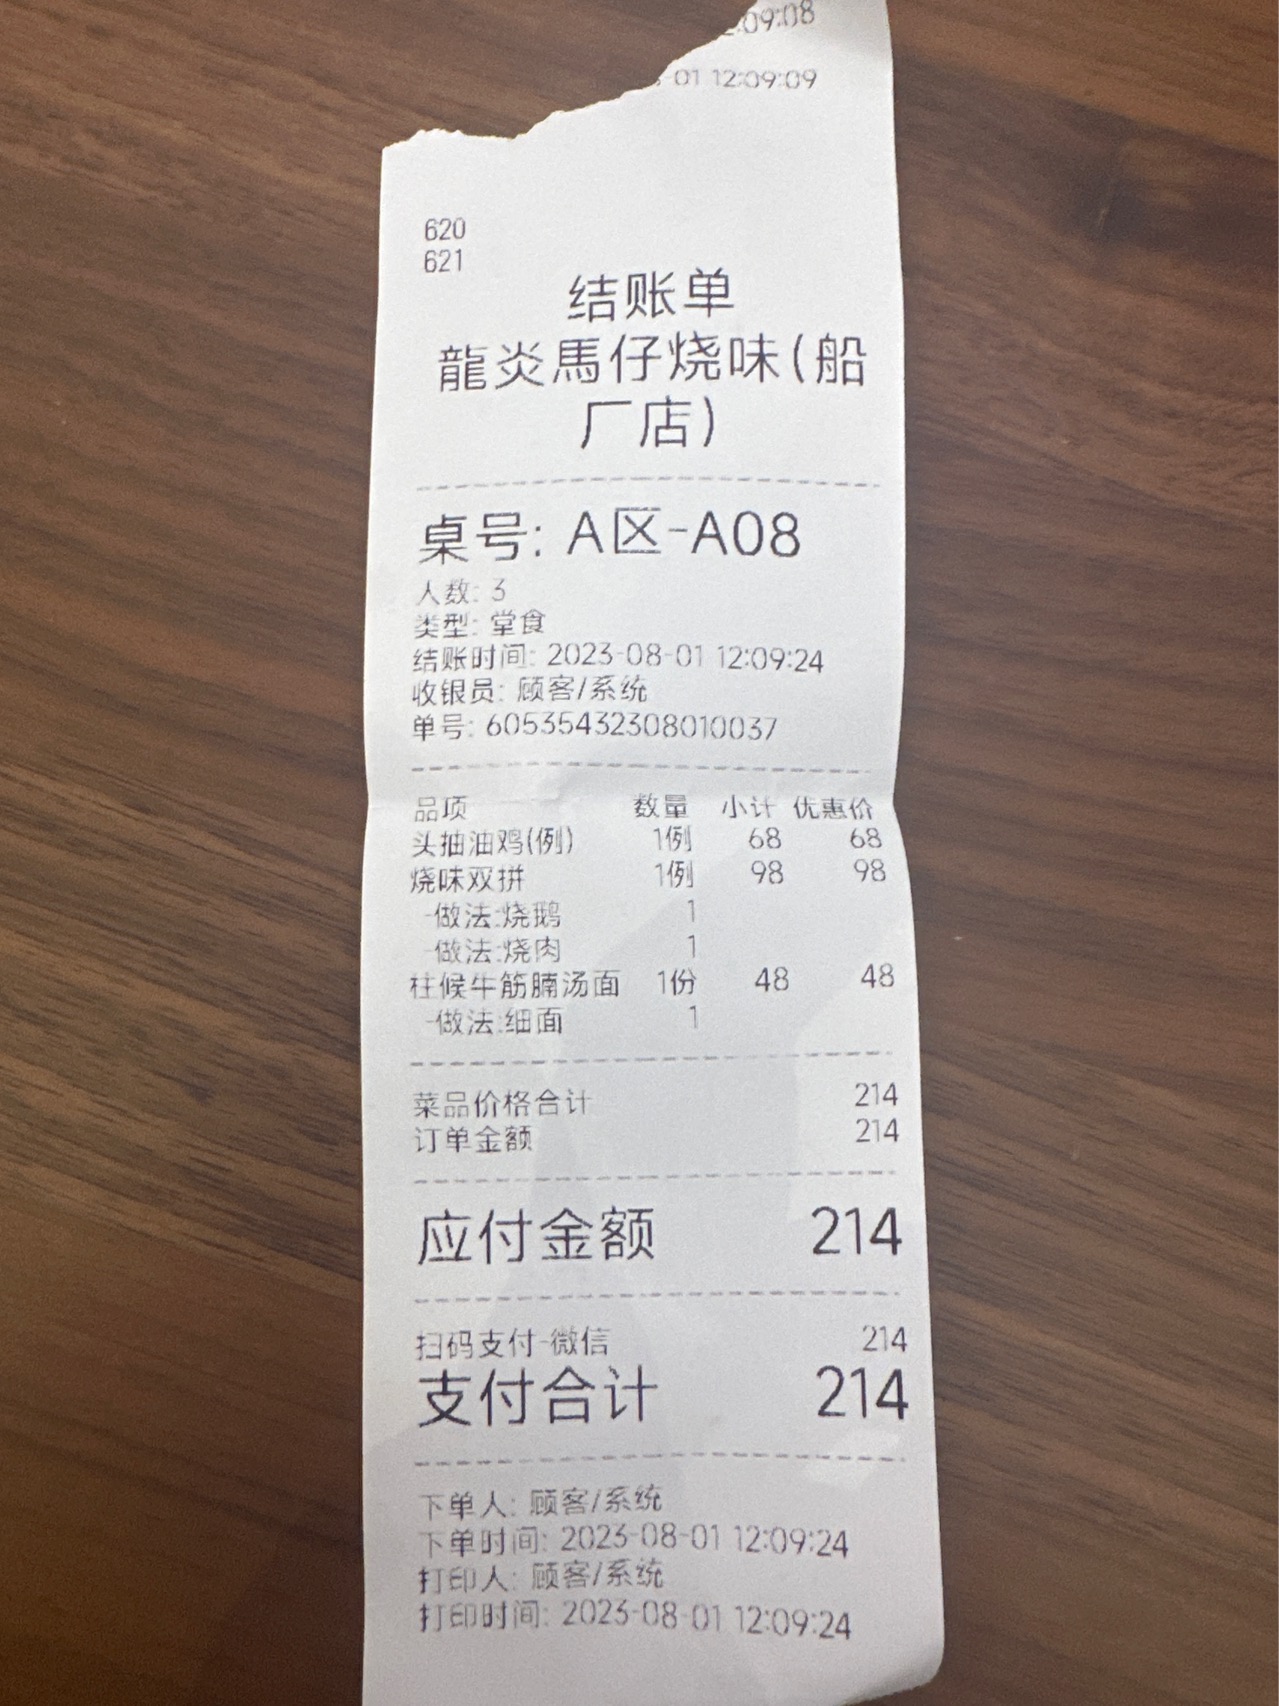 :09:08
-01 12:09:09
620
621
结账单
龍炎馬仔烧味(船
厂店)
桌号: A区-A08
人数: 3
类型: 堂食
结账时间: 2023-08-01 12:09:24
收银员: 顾客/系统
单号: 60535432308010037
品项 数量 小计 优惠价
头抽油鸡(例) 1例 68 68
烧味双拼 1例 98 98
-做法:烧鹅 1
-做法:烧肉 1
柱候牛筋腩汤面 1份 48 48
-做法:细面 1
菜品价格合计 214
订单金额 214
应付金额 214
扫码支付-微信 214
支付合计 214
下单人: 顾客/系统
下单时间: 2023-08-01 12:09:24
打印人: 顾客/系统
打印时间: 2023-08-01 12:09:24